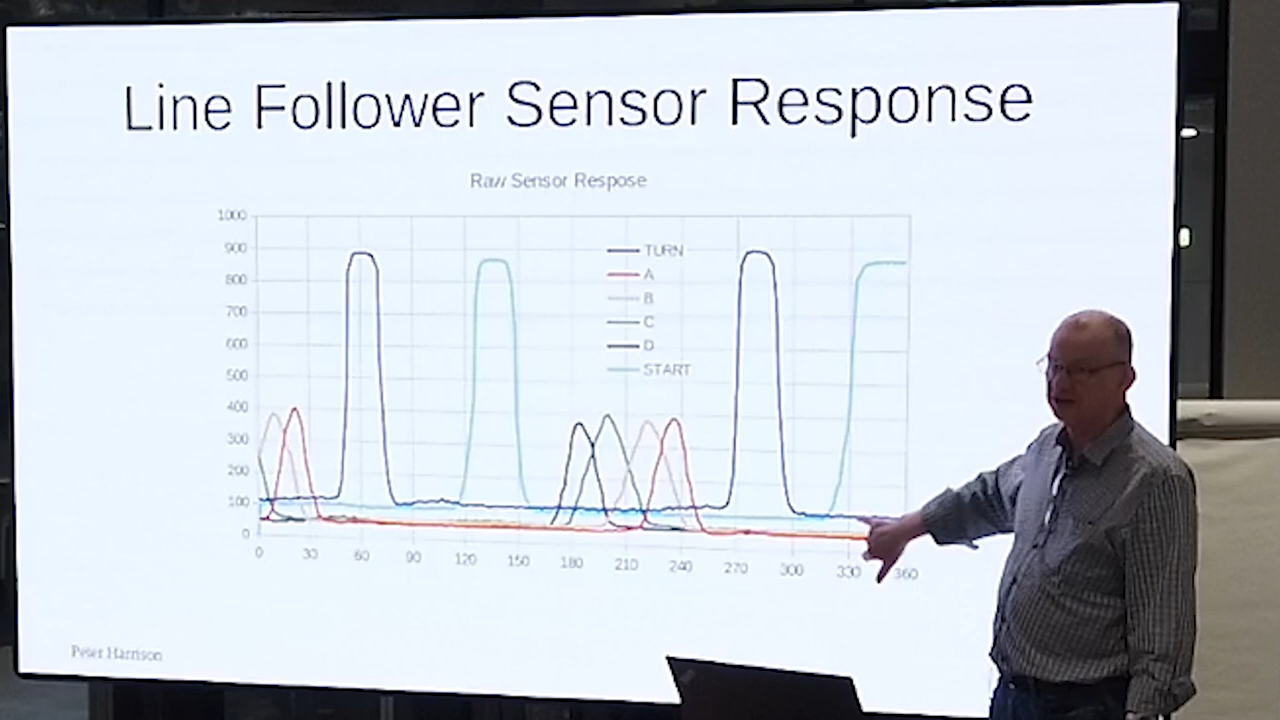 Line Follower Sensor Response
Raw Sensor Respose
1000
900
800
700
600
500
400
300
200
100
0
TURN
A
B
C
D
START
0 30 60 90 120 150 180 210 240 270 300 330 360
Peter Harrison